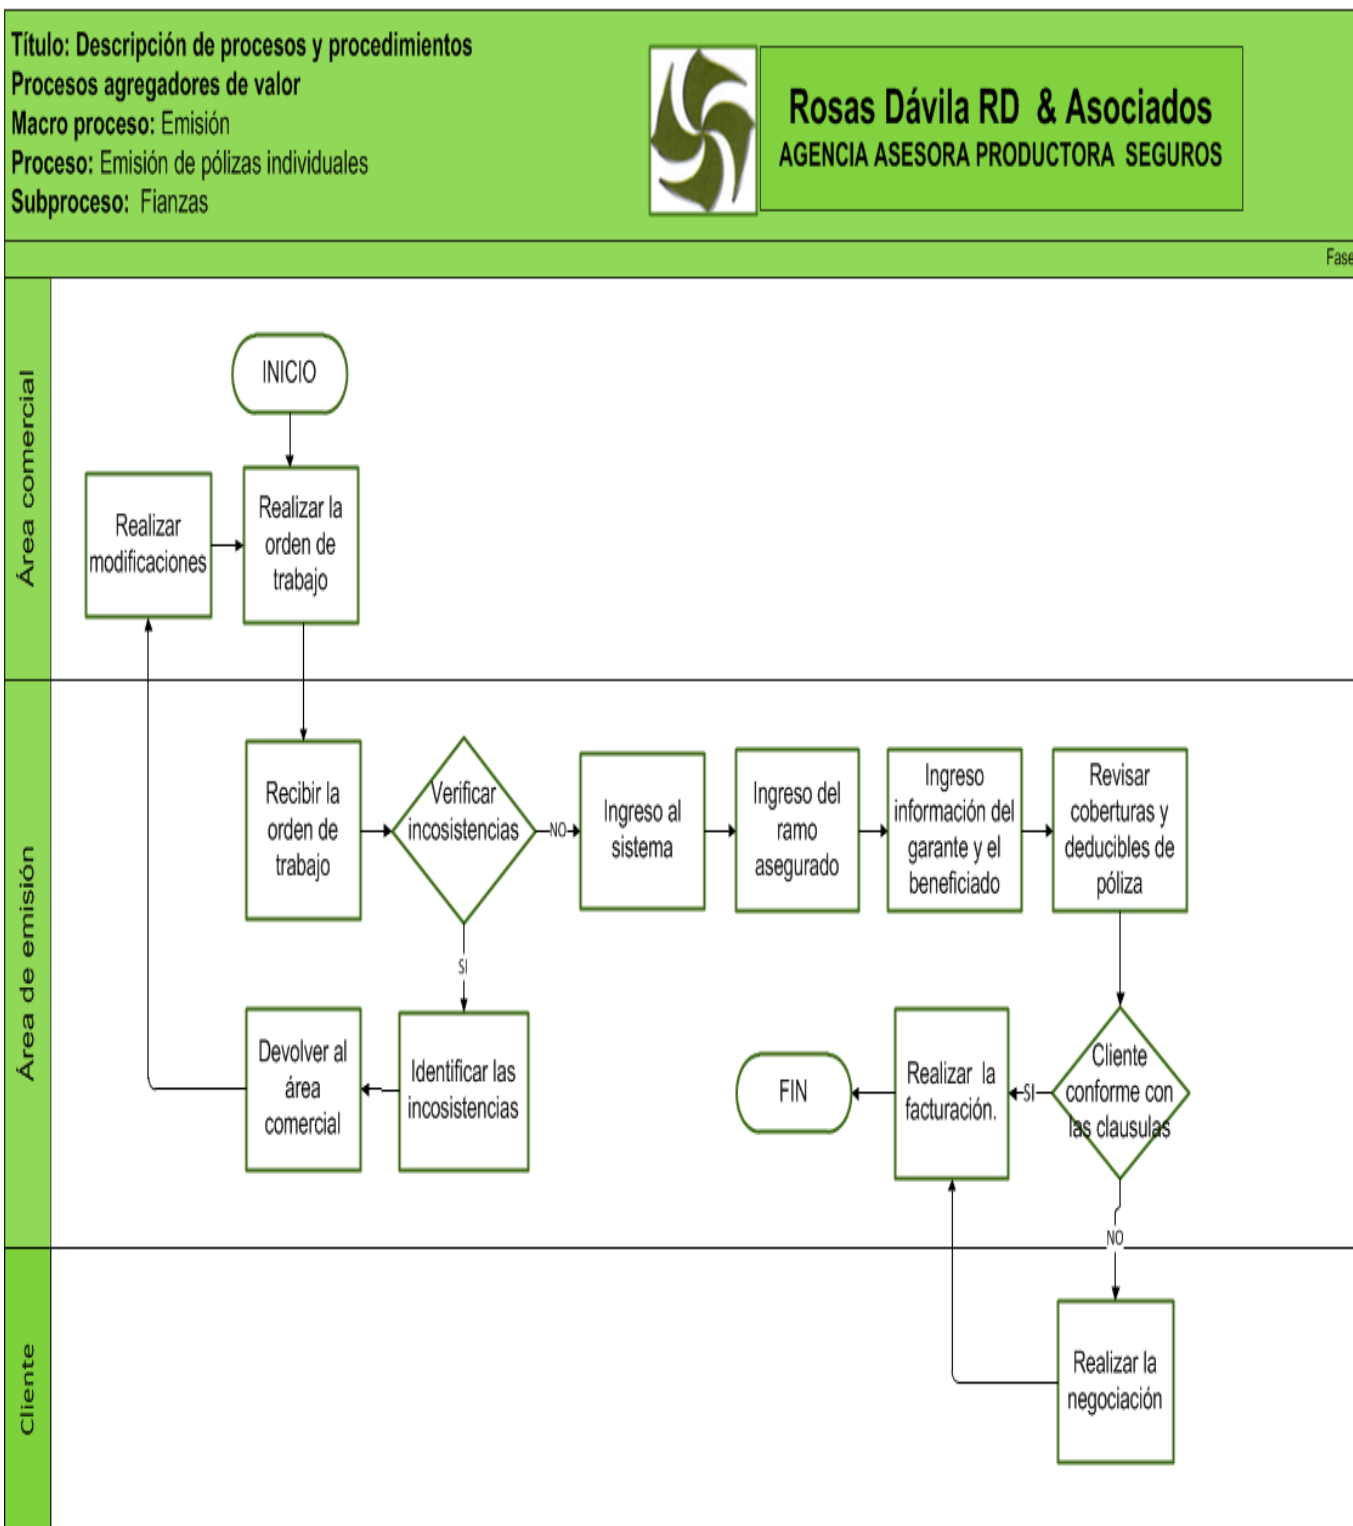 Título: Descripción de procesos y procedimientos
Procesos agregadores de valor
Macro proceso: Emisión
Proceso: Emisión de pólizas individuales
Subproceso: Fianzas
Rosas Dávila RD & Asociados
AGENCIA ASESORA PRODUCTORA SEGUROS
Fase
Área comercial
INICIO
Realizar
modificaciones
Realizar la
orden de
trabajo
Área de emisión
Recibir la
orden de
trabajo
Verificar
incosistencias
NO
Ingreso al
sistema
Ingreso del
ramo
asegurado
Ingreso
información del
garante y el
beneficiado
Revisar
coberturas y
deducibles de
póliza
SI
Devolver al
área
comercial
Identificar las
incosistencias
FIN
Realizar la
facturación.
SI
Cliente
conforme con
las clausulas
NO
Cliente
Realizar la
negociación